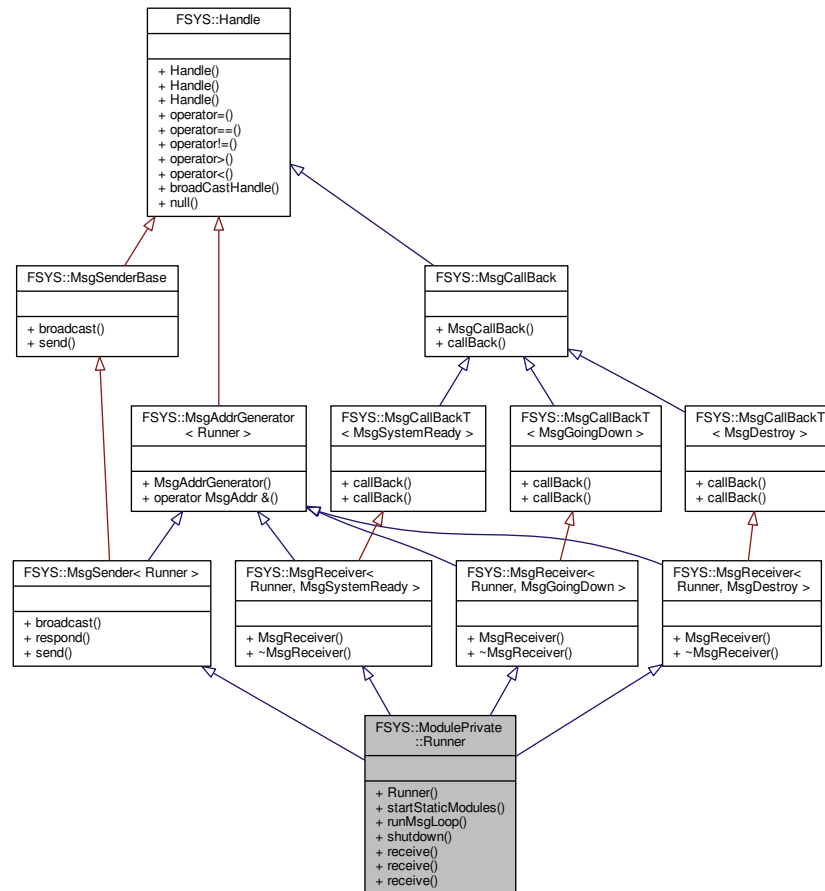 FSYS::Handle
+ Handle()
+ Handle()
+ Handle()
+ operator=()
+ operator==()
+ operator!=()
+ operator>()
+ operator<()
+ broadCastHandle()
+ null()
FSYS::MsgSenderBase
+ broadcast()
+ send()
FSYS::MsgCallBack
+ MsgCallBack()
+ callBack()
FSYS::MsgAddrGenerator
< Runner >
+ MsgAddrGenerator()
+ operator MsgAddr &()
FSYS::MsgCallBackT
< MsgSystemReady >
+ callBack()
+ callBack()
FSYS::MsgCallBackT
< MsgGoingDown >
+ callBack()
+ callBack()
FSYS::MsgCallBackT
< MsgDestroy >
+ callBack()
+ callBack()
FSYS::MsgSender< Runner >
+ broadcast()
+ respond()
+ send()
FSYS::MsgReceiver<
Runner, MsgSystemReady >
+ MsgReceiver()
+ ~MsgReceiver()
FSYS::MsgReceiver<
Runner, MsgGoingDown >
+ MsgReceiver()
+ ~MsgReceiver()
FSYS::MsgReceiver<
Runner, MsgDestroy >
+ MsgReceiver()
+ ~MsgReceiver()
FSYS::ModulePrivate
::Runner
+ Runner()
+ startStaticModules()
+ runMsgLoop()
+ shutdown()
+ receive()
+ receive()
+ receive()